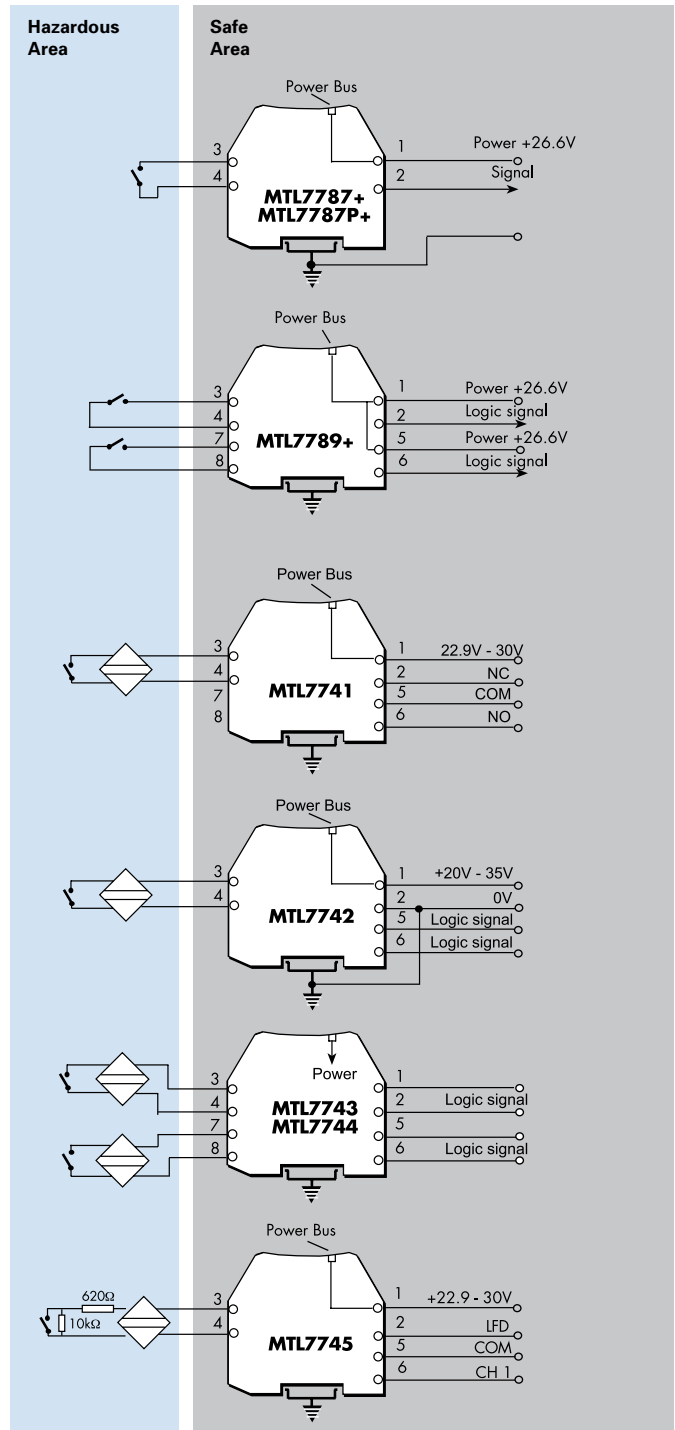 Hazardous
Area
Safe
Area
Power Bus
3
4
MTL7787+
MTL7787P+
1
Power +26.6V
2
Signal
Power Bus
3
4
7
8
MTL7789+
1
Power +26.6V
2
Logic signal
5
Power +26.6V
6
Logic signal
Power Bus
3
4
7
8
MTL7741
1
22.9V - 30V
2
NC
5
COM
6
NO
Power Bus
3
4
MTL7742
1
+20V - 35V
2
0V
5
Logic signal
6
Logic signal
Power
3
4
7
8
MTL7743
MTL7744
1
2
Logic signal
5
6
Logic signal
Power Bus
620Ω
10kΩ
3
4
MTL7745
1
+22.9 - 30V
2
LFD
5
COM
6
CH 1